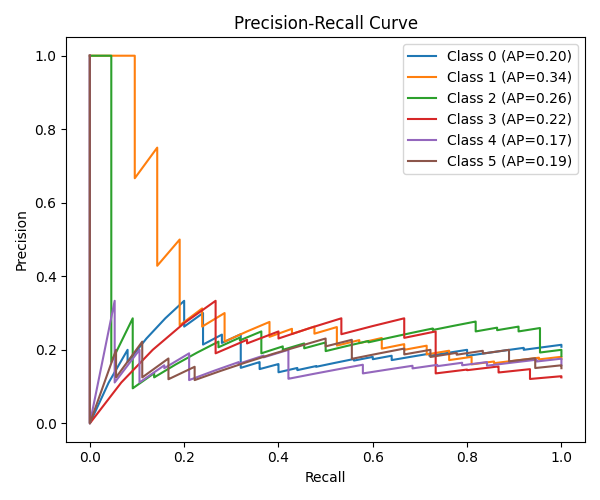 Precision-Recall Curve
Precision
1.0
0.8
0.6
0.4
0.2
0.0
Class 0 (AP=0.20)
Class 1 (AP=0.34)
Class 2 (AP=0.26)
Class 3 (AP=0.22)
Class 4 (AP=0.17)
Class 5 (AP=0.19)
0.0 0.2 0.4 0.6 0.8 1.0
Recall